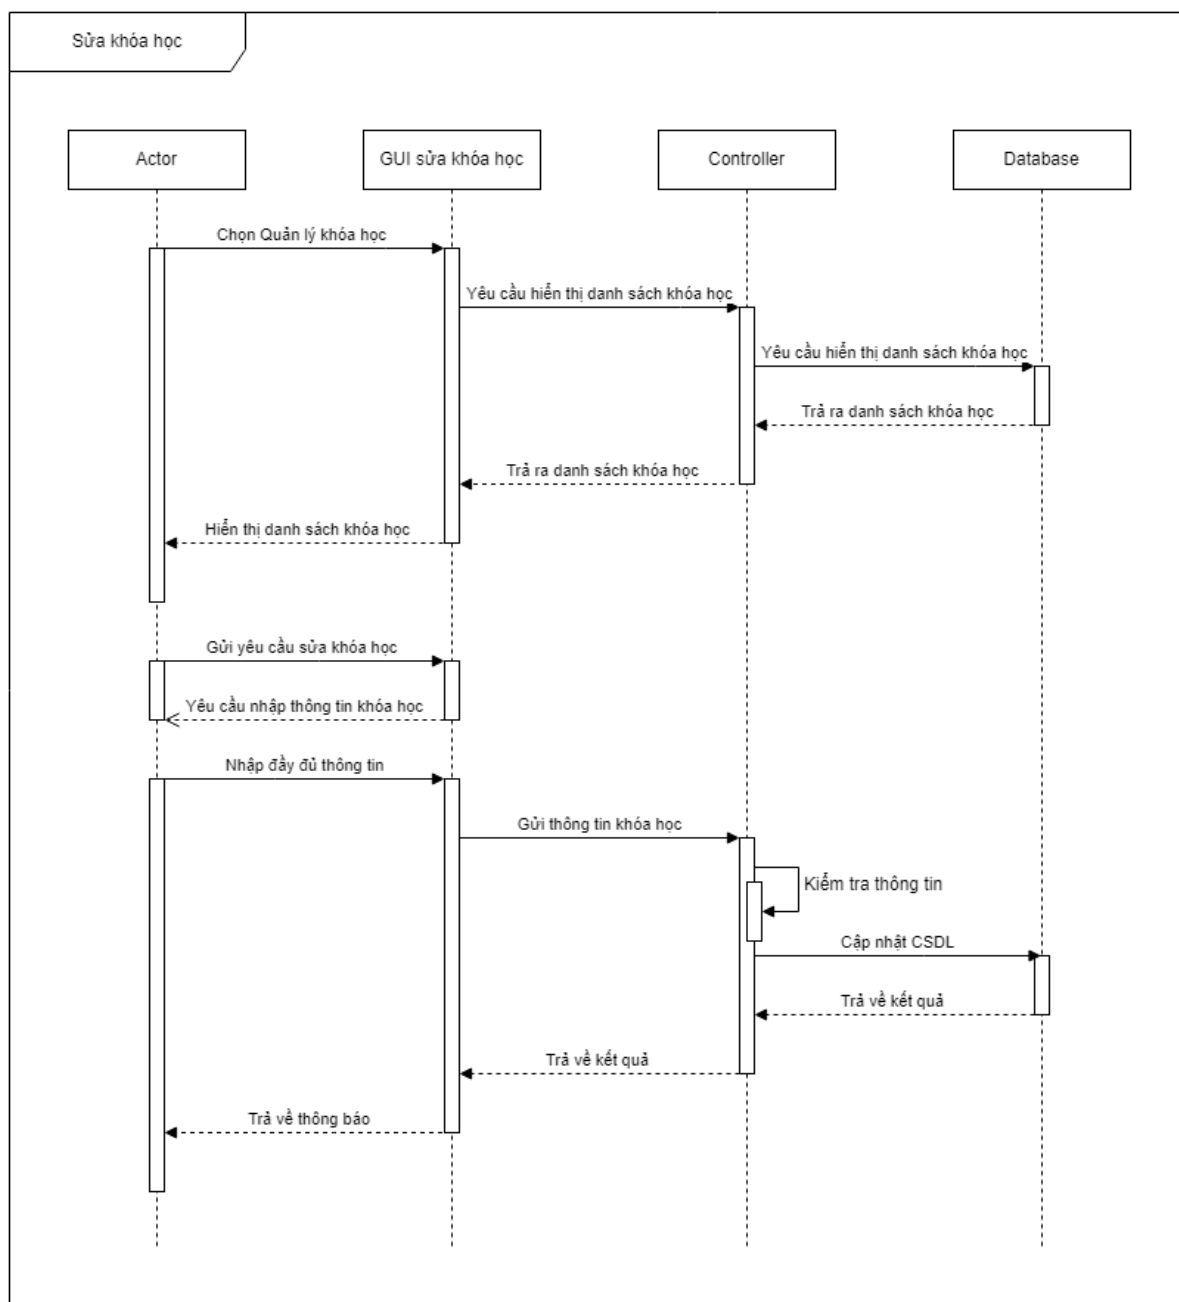 Sửa khóa học
Actor
GUI sửa khóa học
Controller
Database
Chọn Quản lý khóa học
Yêu cầu hiển thị danh sách khóa học
Yêu cầu hiển thị danh sách khóa học
Trả ra danh sách khóa học
Trả ra danh sách khóa học
Hiển thị danh sách khóa học
Gửi yêu cầu sửa khóa học
Yêu cầu nhập thông tin khóa học
Nhập đầy đủ thông tin
Gửi thông tin khóa học
Kiểm tra thông tin
Cập nhật CSDL
Trả về kết quả
Trả về kết quả
Trả về thông báo